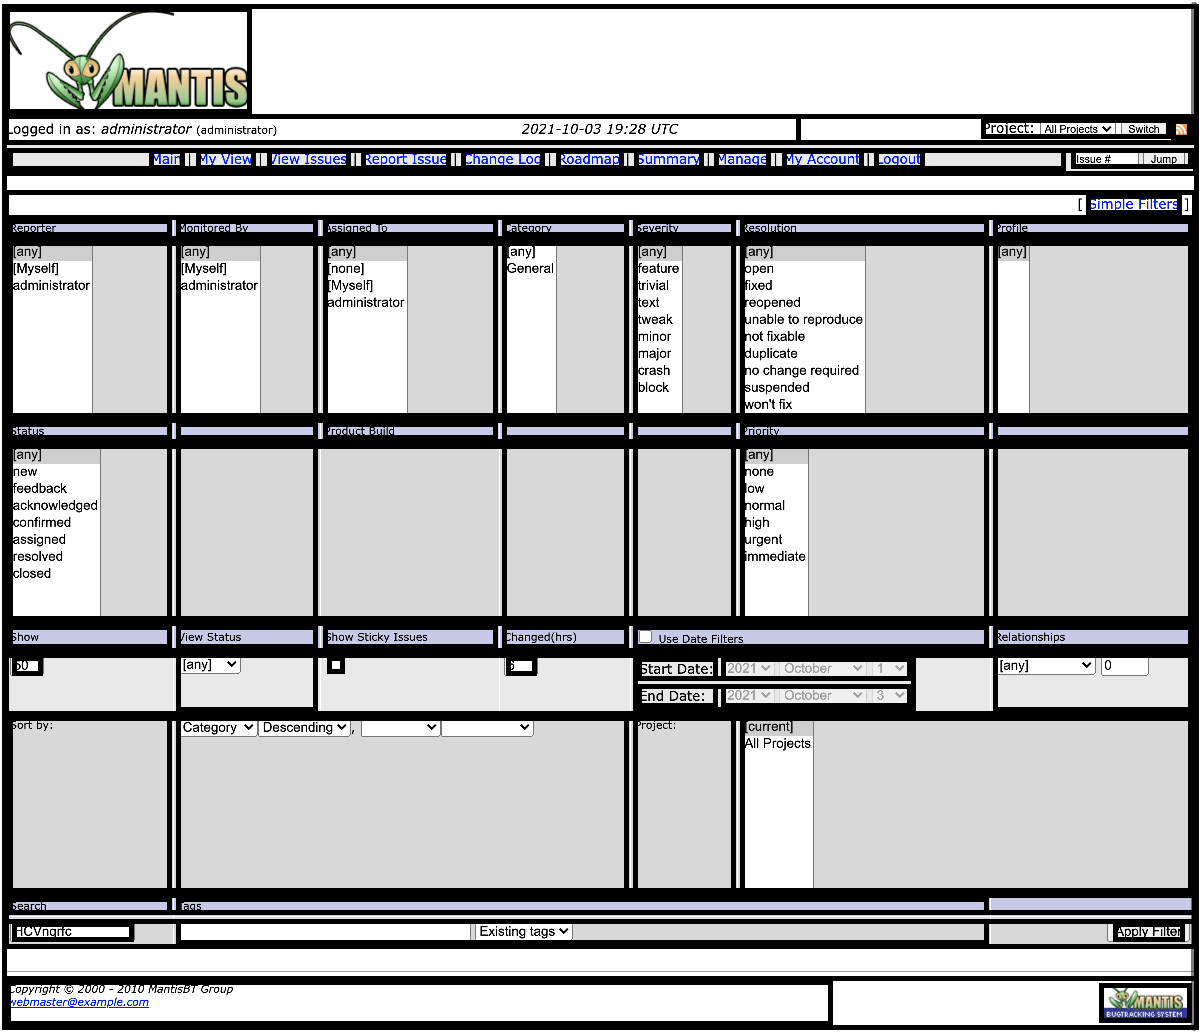 MANTIS
Logged in as: administrator (administrator)
2021-10-03 19:28 UTC
Project: All Projects Switch
Main | My View | View Issues | Report Issue | Change Log | Roadmap | Summary | Manage | My Account | Logout
Issue # Jump
[ Simple Filters ]
Reporter Monitored By Assigned To Category Severity Resolution Profile
[any] [any] [any] [any] [any] [any] [any]
[Myself] [Myself] [none] General feature open
administrator administrator [Myself] trivial fixed
administrator text reopened
tweak unable to reproduce
minor not fixable
major duplicate
crash no change required
block suspended
won't fix
Status Product Build Priority
[any] [any]
new none
feedback low
acknowledged normal
confirmed high
assigned urgent
resolved immediate
closed
Show View Status Show Sticky Issues Changed(hrs) Use Date Filters Relationships
50 [any] 6 Start Date: 2021 October 1 [any] 0
End Date: 2021 October 3
Sort by: Category Descending , Project: [current]
All Projects
Search Tags
HCVnqrfc Existing tags Apply Filter
Copyright © 2000 - 2010 MantisBT Group
webmaster@example.com
MANTIS
BUGTRACKING SYSTEM